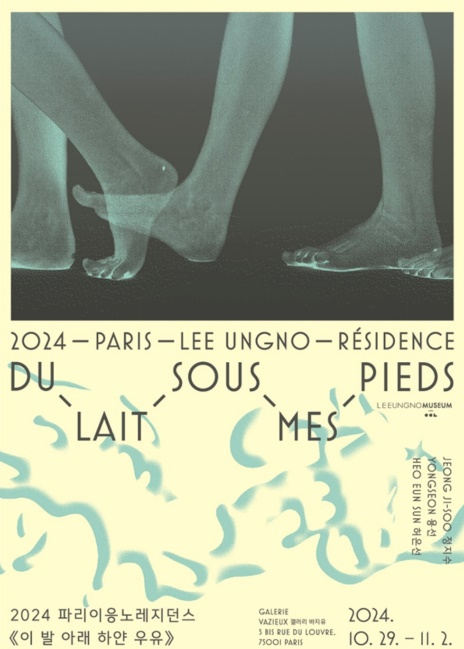 2024 — PARIS — LEE UNGNO — RÉSIDENCE
DU LAIT SOUS MES PIEDS
LEEUNGNOMUSEUM
JEONG JI-SOO 정지수
YONGSEON 용선
HEO EUN SUN 허은선
2024 파리이응노레지던스
《이 발 아래 하얀 우유》
GALERIE
VAZIEUX 갤러리 바지유
5 BIS RUE DU LOUVRE,
75001 PARIS
2024.
10. 29. – 11. 2.